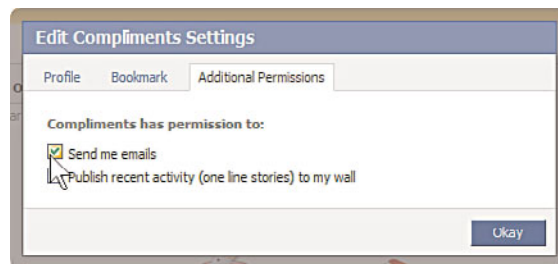 Edit Compliments Settings
Profile Bookmark Additional Permissions
Compliments has permission to:
Send me emails
Publish recent activity (one line stories) to my wall
Okay